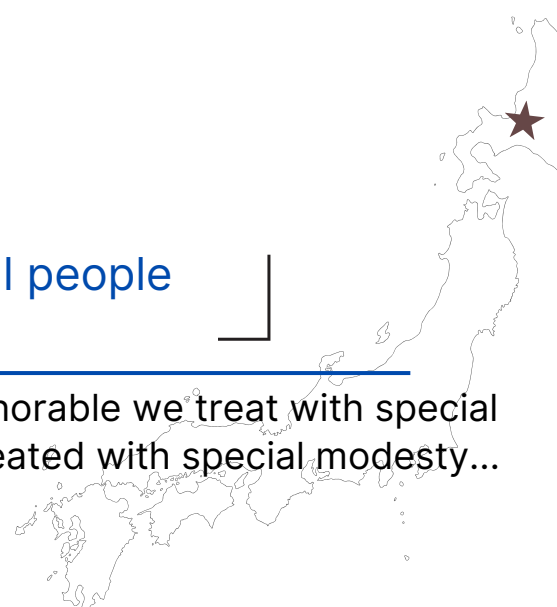 l people
norable we treat with special
eated with special modesty...